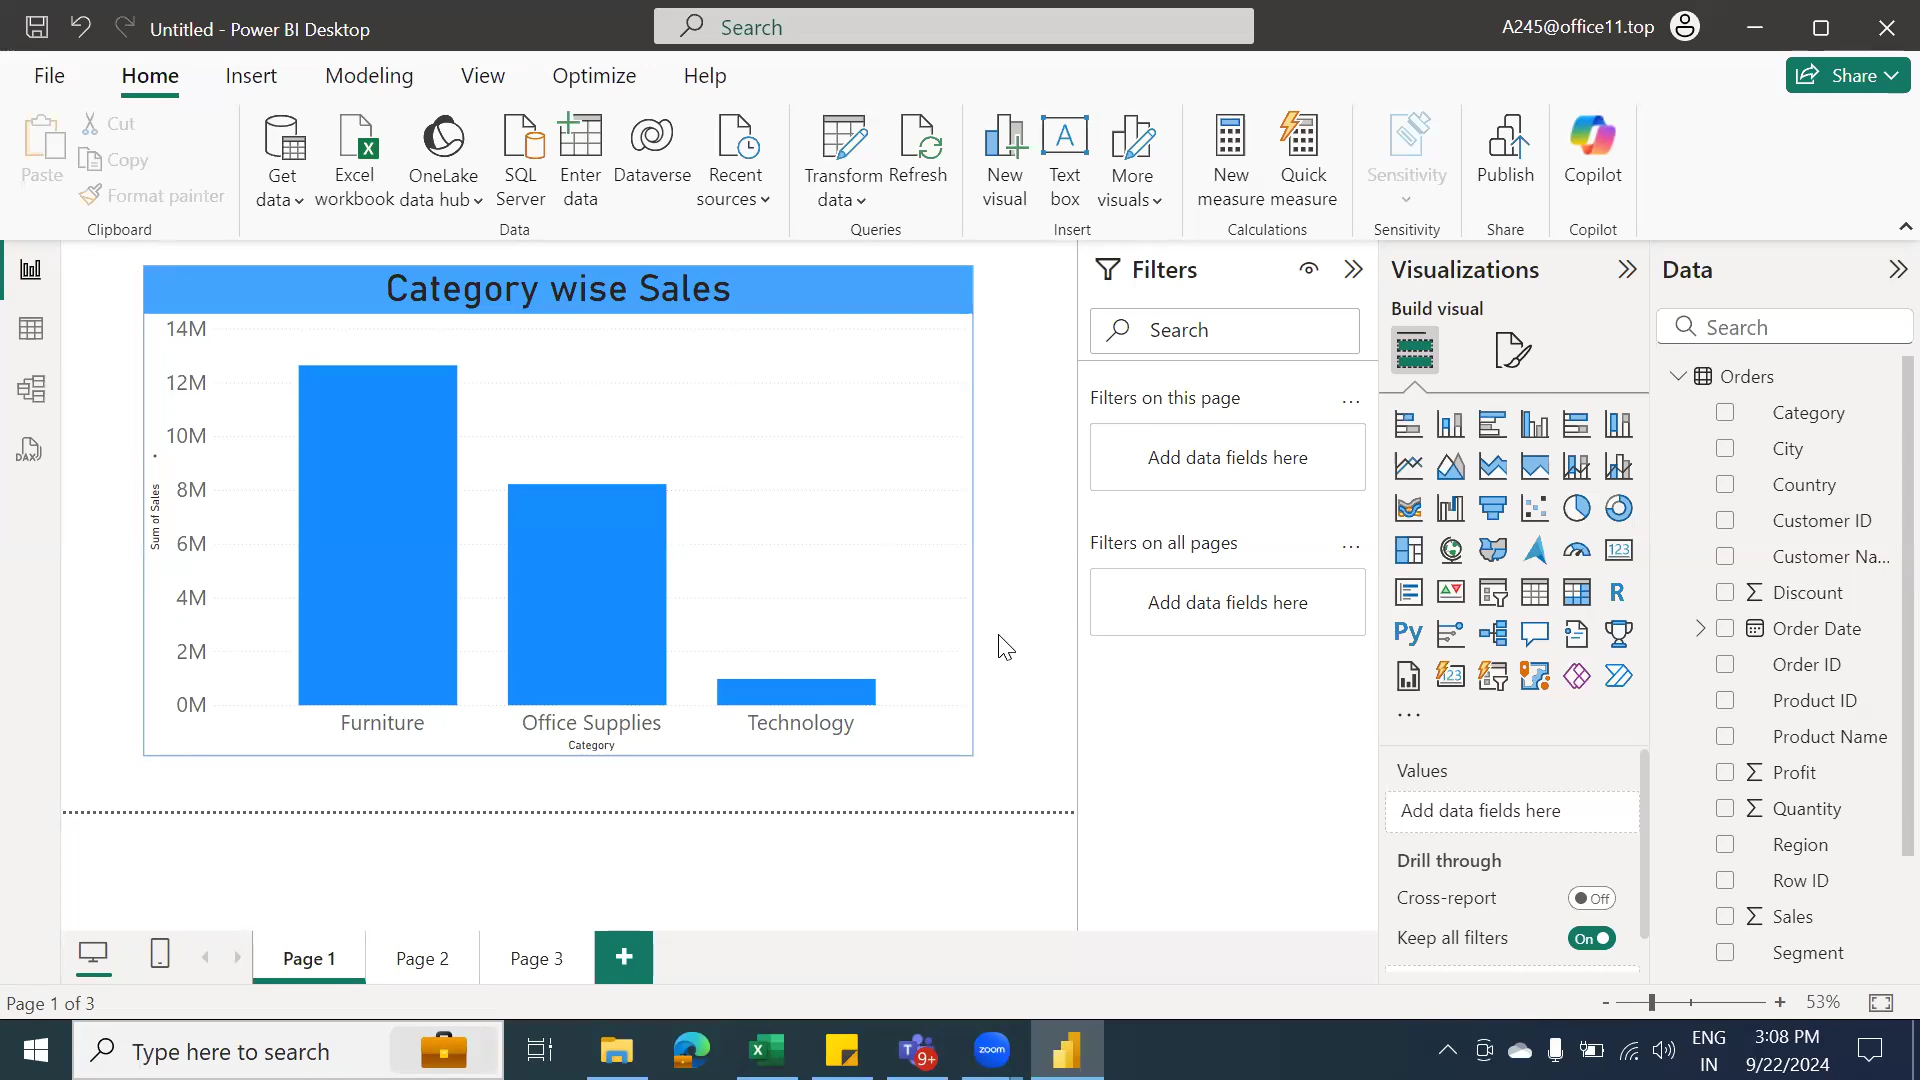 Untitled - Power BI Desktop
Search
A245@office11.top
File
Home
Insert
Modeling
View
Optimize
Help
Share
Paste
Cut
Copy
Format painter
Clipboard
Get data
Excel workbook
OneLake data hub
SQL Server
Enter data
Dataverse
Recent sources
Data
Transform data
Refresh
Queries
New visual
Text box
More visuals
Insert
New measure
Quick measure
Calculations
Sensitivity
Sensitivity
Publish
Share
Copilot
Copilot
DAX
Category wise Sales
14M
12M
10M
8M
6M
4M
2M
0M
Sum of Sales
Furniture
Office Supplies
Technology
Category
Filters
Search
Filters on this page
...
Add data fields here
Filters on all pages
...
Add data fields here
Visualizations
Build visual
123
R
Py
123
...
Values
Add data fields here
Drill through
Cross-report
Off
Keep all filters
On
Data
Search
Orders
Category
City
Country
Customer ID
Customer Na...
Discount
Order Date
Order ID
Product ID
Product Name
Profit
Quantity
Region
Row ID
Sales
Segment
Page 1
Page 2
Page 3
+
Page 1 of 3
- + 53%
Type here to search
9+
zoom
ENG
IN
3:08 PM
9/22/2024